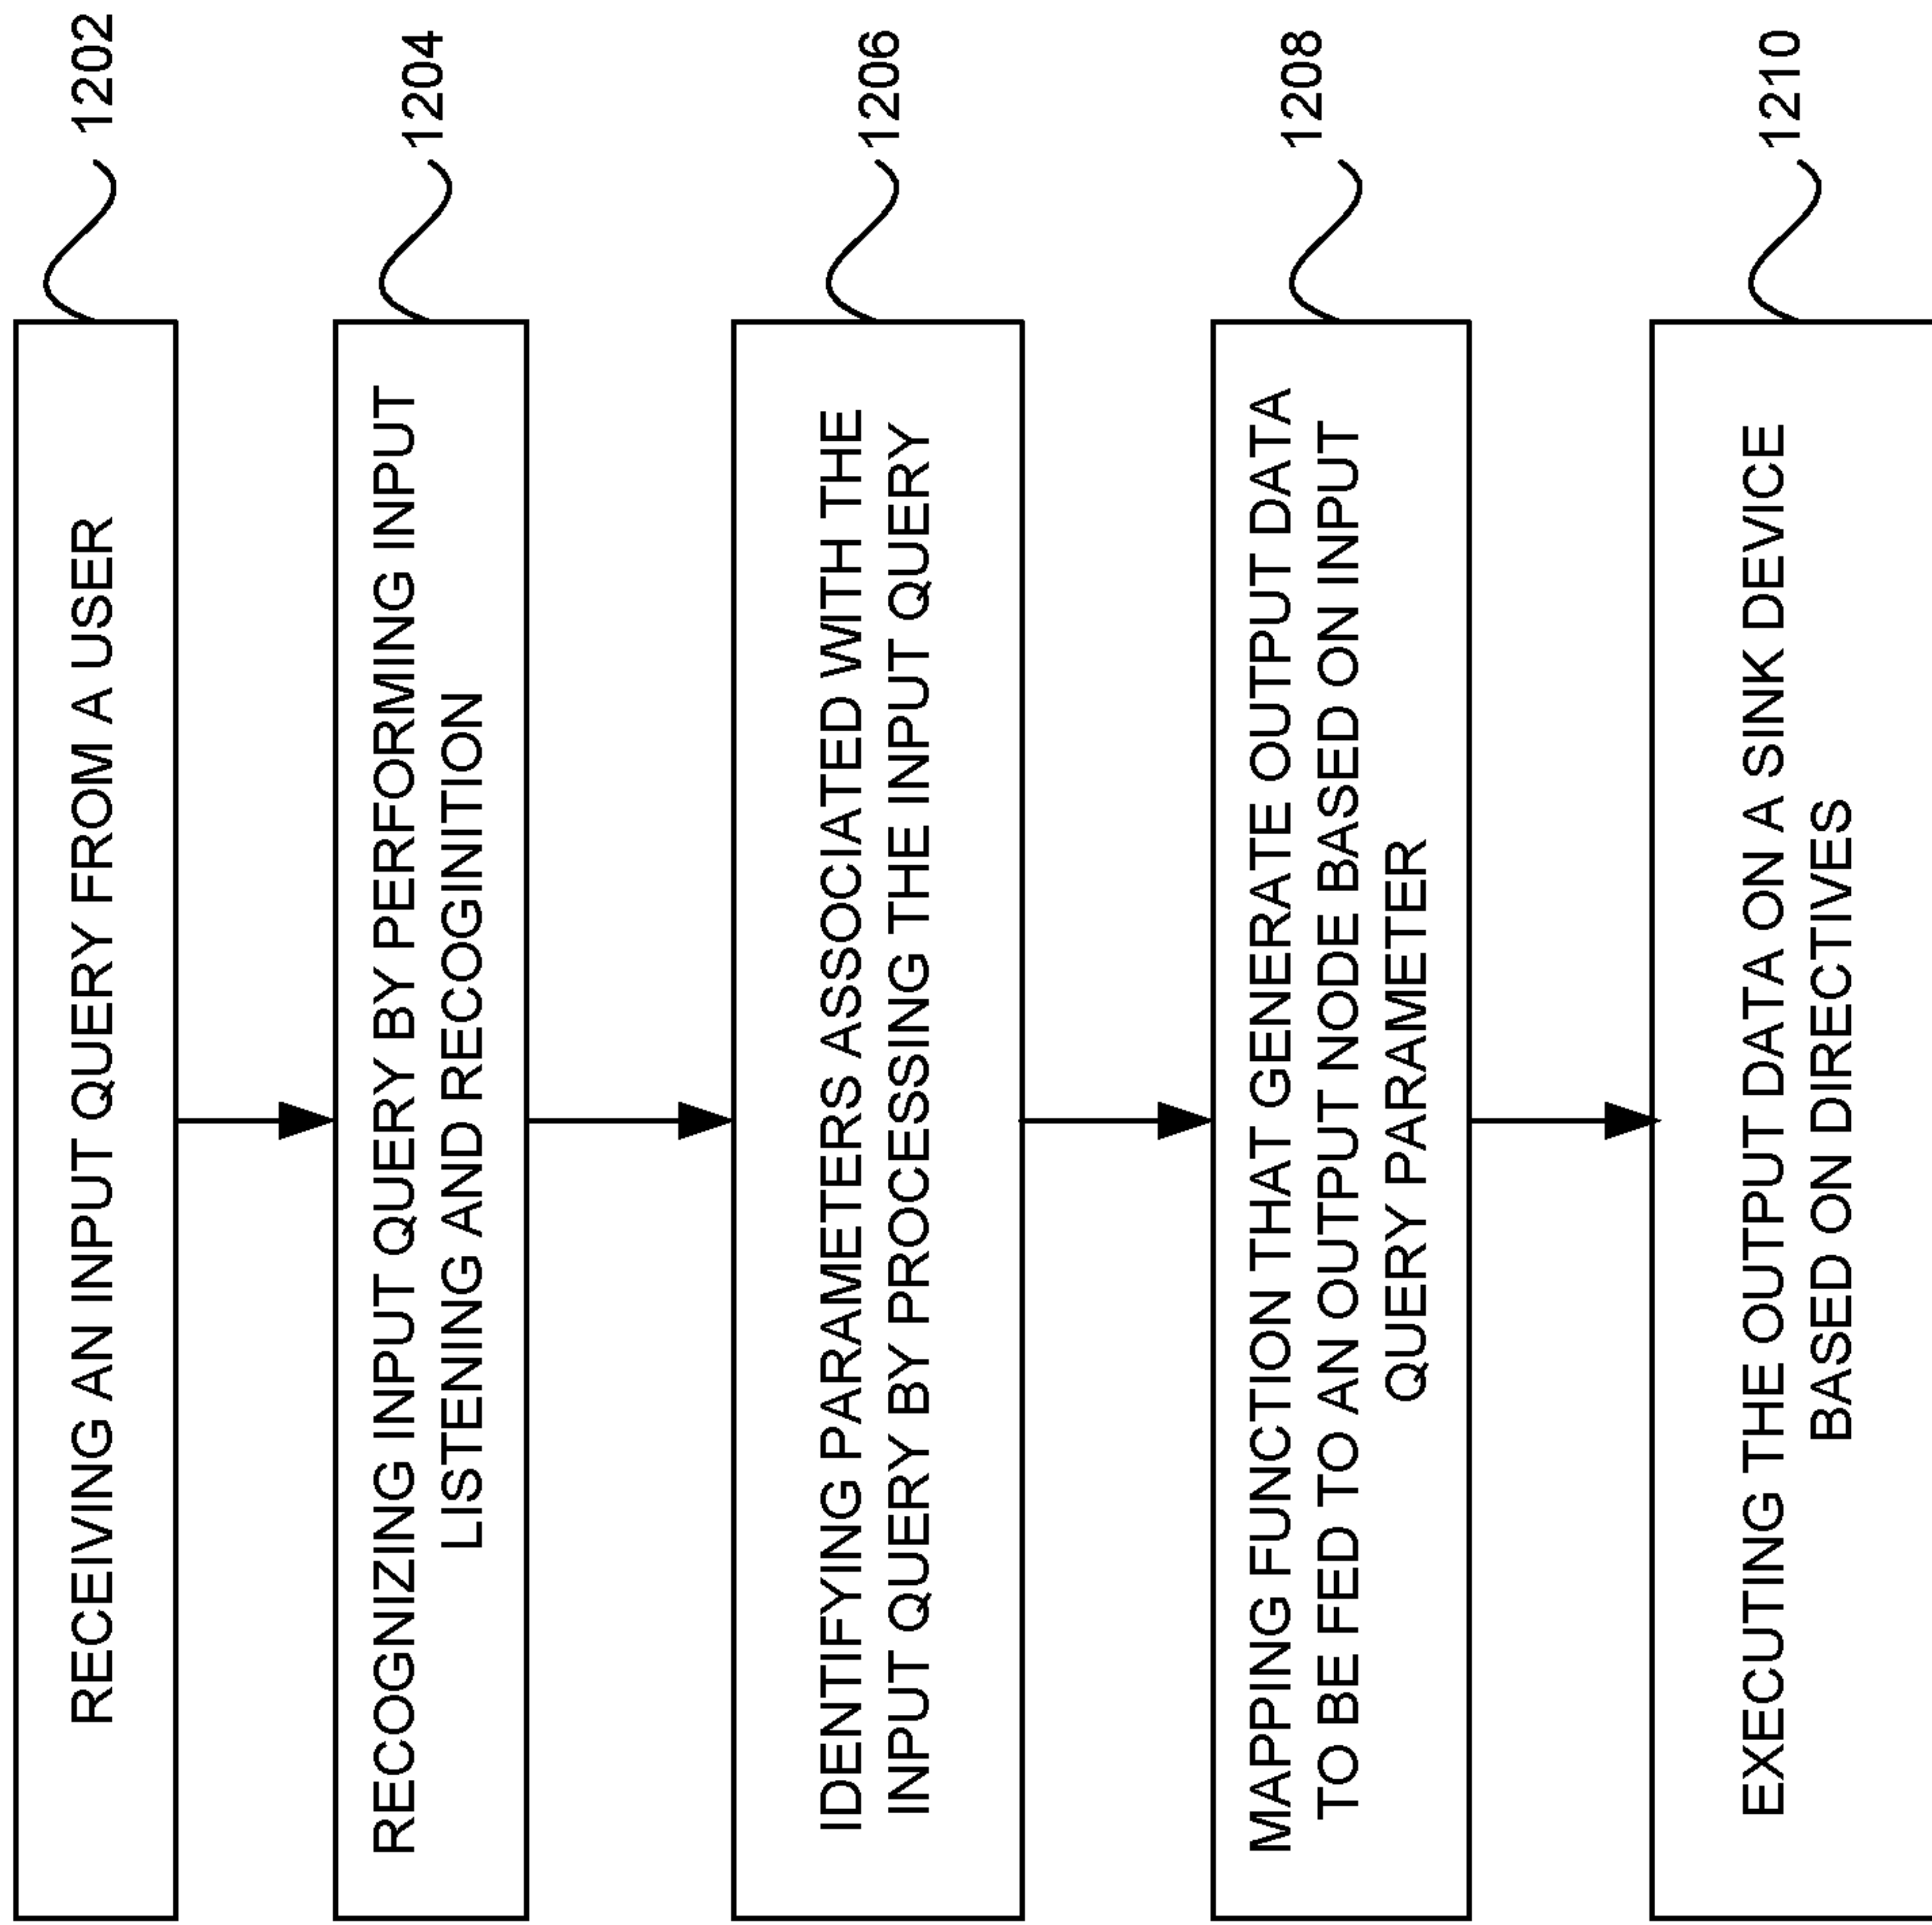 RECEIVING AN INPUT QUERY FROM A USER
1202
RECOGNIZING INPUT QUERY BY PERFORMING INPUT
LISTENING AND RECOGINITION
1204
IDENTIFYING PARAMETERS ASSOCIATED WITH THE
INPUT QUERY BY PROCESSING THE INPUT QUERY
1206
MAPPING FUNCTION THAT GENERATE OUTPUT DATA
TO BE FED TO AN OUTPUT NODE BASED ON INPUT
QUERY PARAMETER
1208
EXECUTING THE OUTPUT DATA ON A SINK DEVICE
BASED ON DIRECTIVES
1210